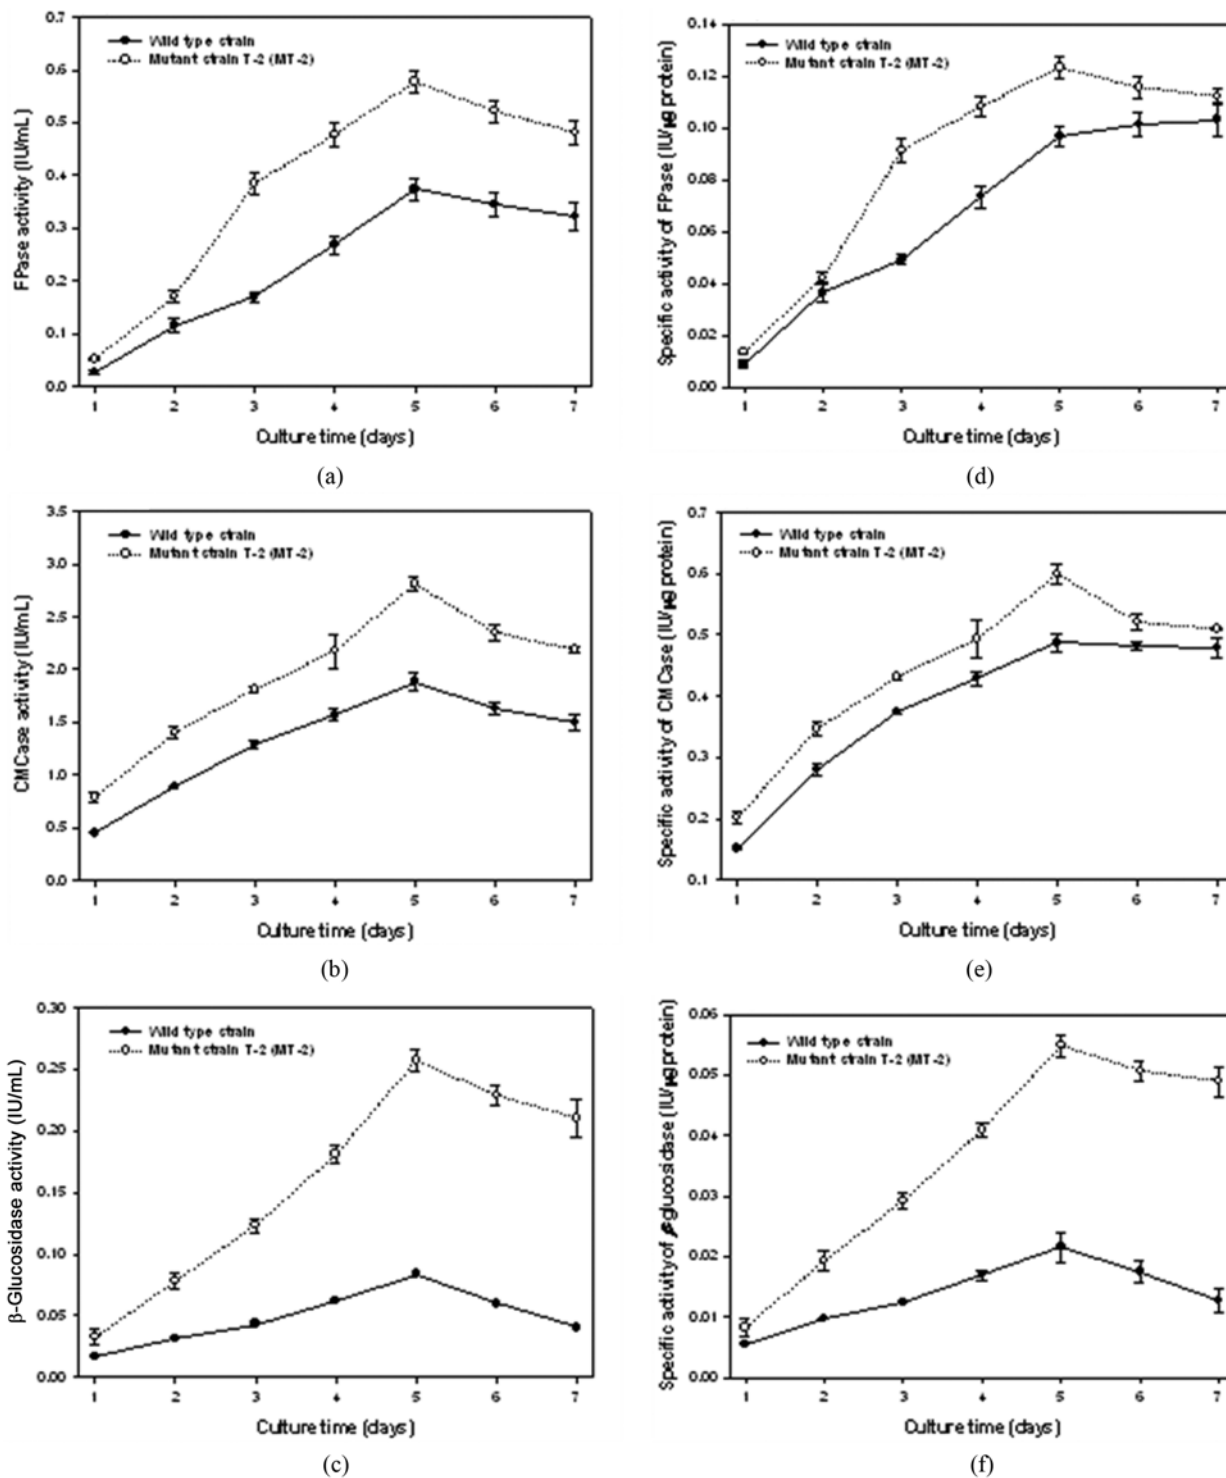 FPase activity (IU/mL)
0.7
0.6
0.5
0.4
0.3
0.2
0.1
0.0
Wild type strain
Mutant strain T-2 (MT-2)
1 2 3 4 5 6 7
Culture time (days)
(a)
Specific activity of FPase (IU/µg protein)
0.14
0.12
0.10
0.08
0.06
0.04
0.02
0.00
Wild type strain
Mutant strain T-2 (MT-2)
1 2 3 4 5 6 7
Culture time (days)
(d)
CMCase activity (IU/mL)
3.5
3.0
2.5
2.0
1.5
1.0
0.5
0.0
Wild type strain
Mutant strain T-2 (MT-2)
1 2 3 4 5 6 7
Culture time (days)
(b)
Specific activity of CMCase (IU/µg protein)
0.7
0.6
0.5
0.4
0.3
0.2
0.1
Wild type strain
Mutant strain T-2 (MT-2)
1 2 3 4 5 6 7
Culture time (days)
(e)
β-Glucosidase activity (IU/mL)
0.30
0.25
0.20
0.15
0.10
0.05
0.00
Wild type strain
Mutant strain T-2 (MT-2)
1 2 3 4 5 6 7
Culture time (days)
(c)
Specific activity of β-glucosidase (IU/µg protein)
0.06
0.05
0.04
0.03
0.02
0.01
0.00
Wild type strain
Mutant strain T-2 (MT-2)
1 2 3 4 5 6 7
Culture time (days)
(f)